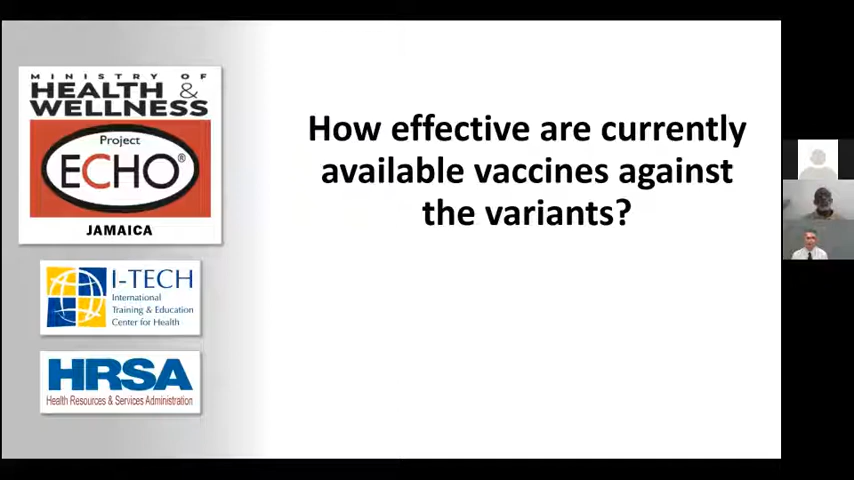 MINISTRY OF
HEALTH &
WELLNESS
Project
ECHO®
JAMAICA
I-TECH
International
Training & Education
Center for Health
HRSA
Health Resources & Services Administration
How effective are currently
available vaccines against
the variants?